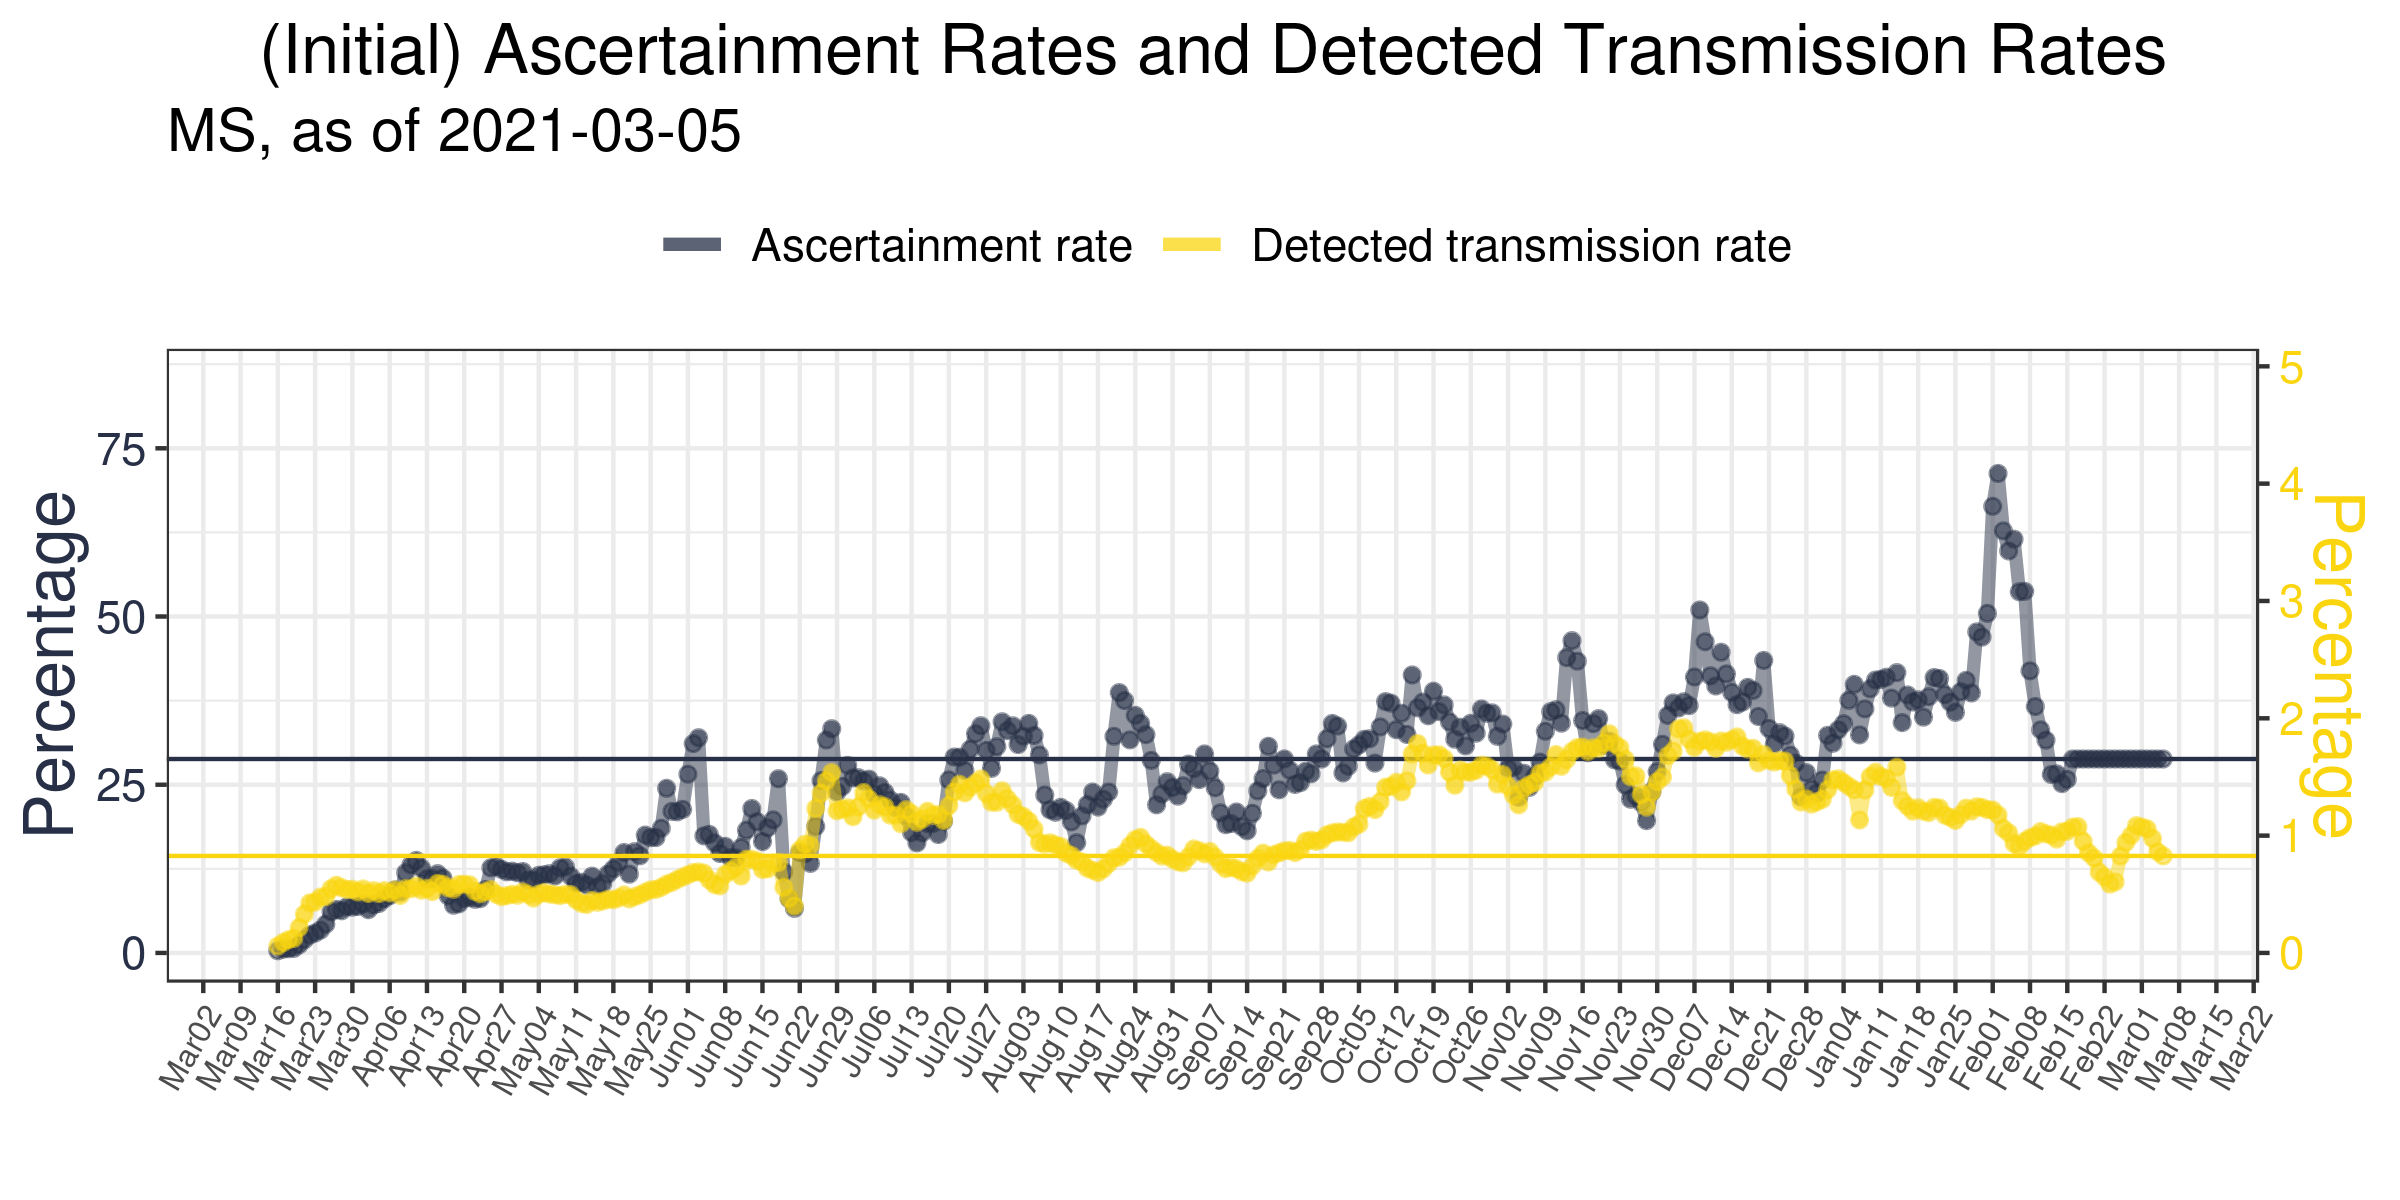 (Initial) Ascertainment Rates and Detected Transmission Rates
MS, as of 2021-03-05
Ascertainment rate
Detected transmission rate
Percentage
75
50
25
0
5
4
3
2
1
0
Percentage
Mar02
Mar09
Mar16
Mar23
Mar30
Apr06
Apr13
Apr20
Apr27
May04
May11
May18
May25
Jun01
Jun08
Jun15
Jun22
Jun29
Jul06
Jul13
Jul20
Jul27
Aug03
Aug10
Aug17
Aug24
Aug31
Sep07
Sep14
Sep21
Sep28
Oct05
Oct12
Oct19
Oct26
Nov02
Nov09
Nov16
Nov23
Nov30
Dec07
Dec14
Dec21
Dec28
Jan04
Jan11
Jan18
Jan25
Feb01
Feb08
Feb15
Feb22
Mar01
Mar08
Mar15
Mar22